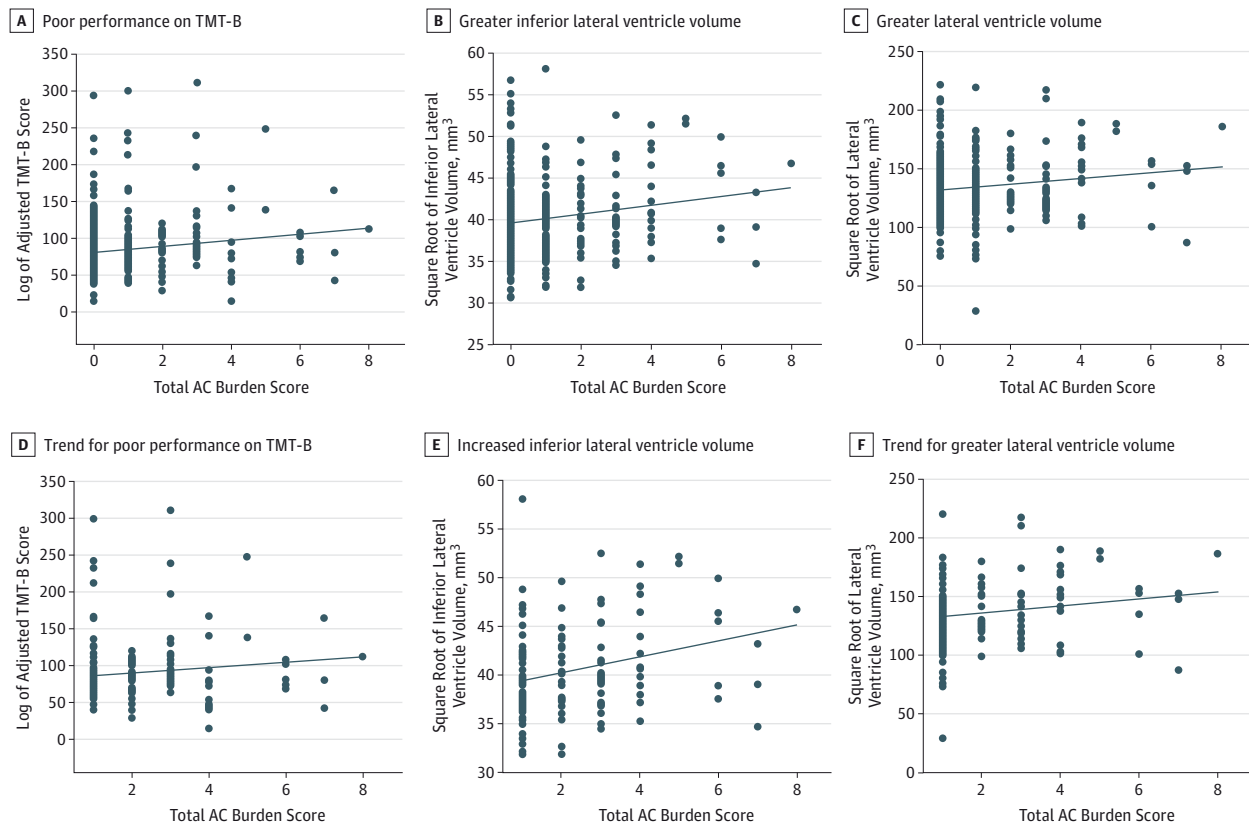 A Poor performance on TMT-B
Log of Adjusted TMT-B Score
350
300
250
200
150
100
50
0
0 2 4 6 8
Total AC Burden Score
B Greater inferior lateral ventricle volume
Square Root of Inferior Lateral
Ventricle Volume, mm³
60
55
50
45
40
35
30
25
0 2 4 6 8
Total AC Burden Score
C Greater lateral ventricle volume
Square Root of Lateral
Ventricle Volume, mm³
250
200
150
100
50
0
0 2 4 6 8
Total AC Burden Score
D Trend for poor performance on TMT-B
Log of Adjusted TMT-B Score
350
300
250
200
150
100
50
0
2 4 6 8
Total AC Burden Score
E Increased inferior lateral ventricle volume
Square Root of Inferior Lateral
Ventricle Volume, mm³
60
55
50
45
40
35
30
2 4 6 8
Total AC Burden Score
F Trend for greater lateral ventricle volume
Square Root of Lateral
Ventricle Volume, mm³
250
200
150
100
50
0
2 4 6 8
Total AC Burden Score